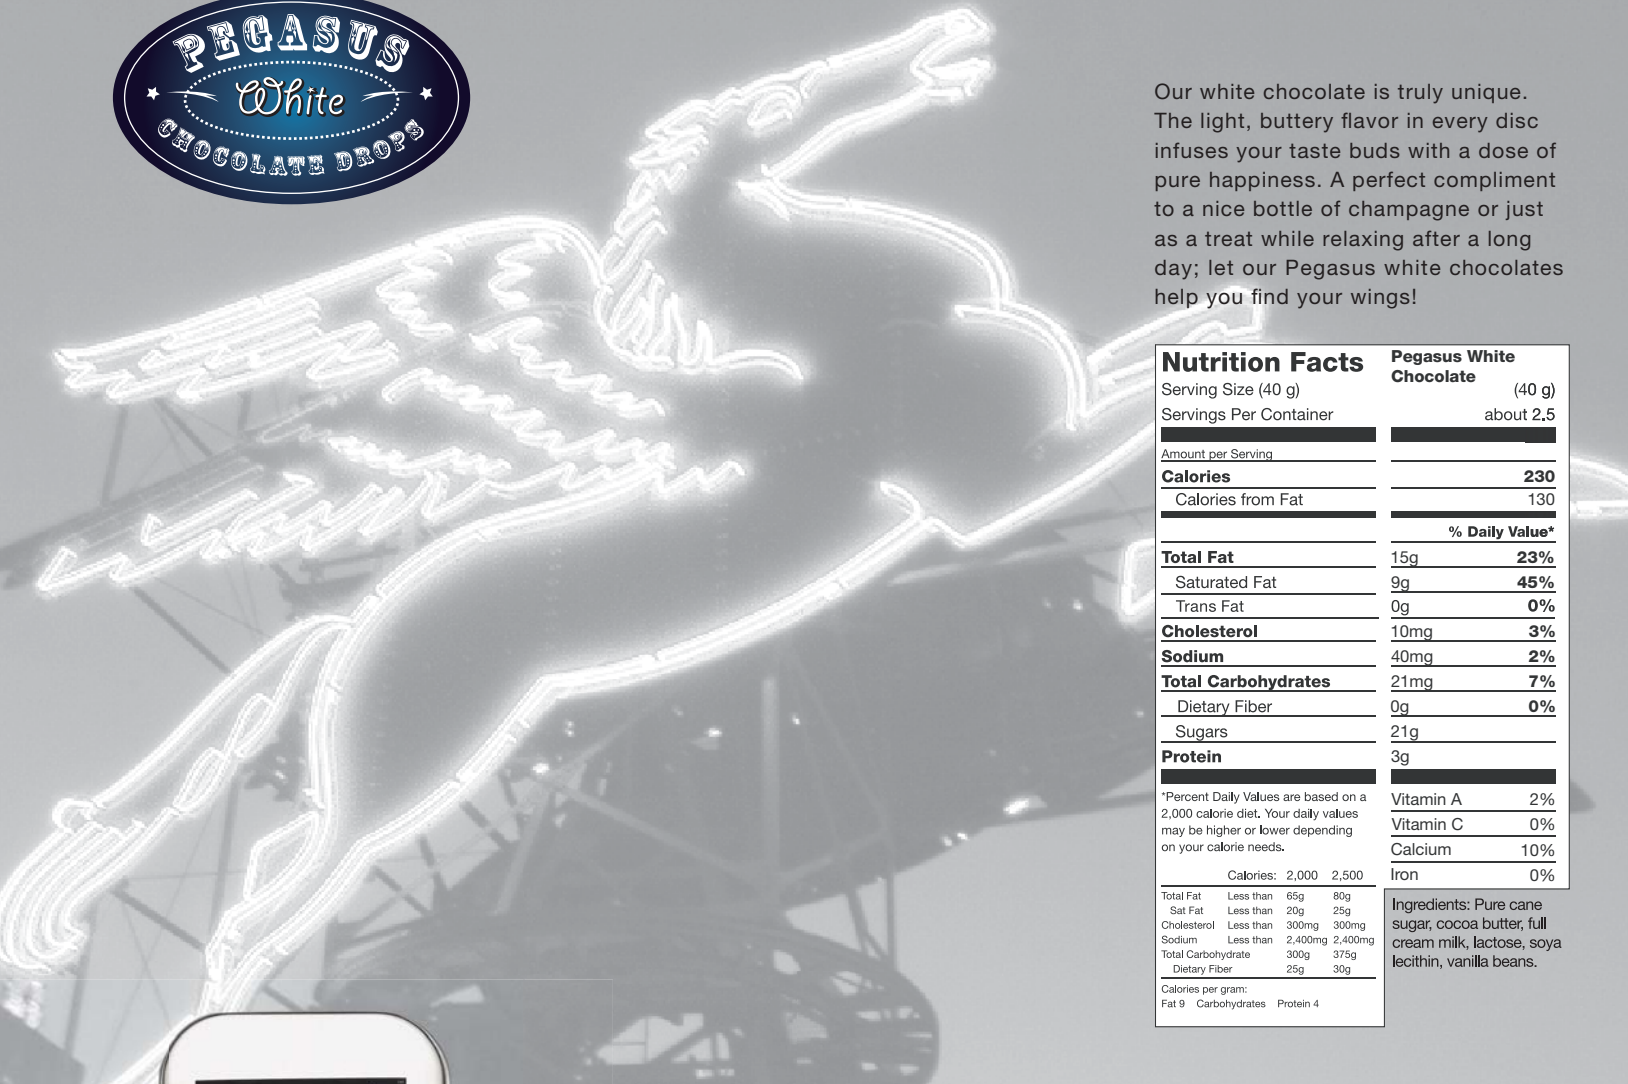 PEGASUS
White
CHOCOLATE DROPS
Our white chocolate is truly unique.
The light, buttery flavor in every disc
infuses your taste buds with a dose of
pure happiness. A perfect compliment
to a nice bottle of champagne or just
as a treat while relaxing after a long
day; let our Pegasus white chocolates
help you find your wings!
Nutrition Facts Pegasus White
Chocolate
Serving Size (40 g) (40 g)
Servings Per Container about 2.5
Amount per Serving
Calories 230
Calories from Fat 130
% Daily Value*
Total Fat 15g 23%
Saturated Fat 9g 45%
Trans Fat 0g 0%
Cholesterol 10mg 3%
Sodium 40mg 2%
Total Carbohydrates 21mg 7%
Dietary Fiber 0g 0%
Sugars 21g
Protein 3g
*Percent Daily Values are based on a
2,000 calorie diet. Your daily values
may be higher or lower depending
on your calorie needs.
Calories: 2,000 2,500
Total Fat Less than 65g 80g
Sat Fat Less than 20g 25g
Cholesterol Less than 300mg 300mg
Sodium Less than 2,400mg 2,400mg
Total Carbohydrate 300g 375g
Dietary Fiber 25g 30g
Calories per gram:
Fat 9 Carbohydrates Protein 4
Vitamin A 2%
Vitamin C 0%
Calcium 10%
Iron 0%
Ingredients: Pure cane
sugar, cocoa butter, full
cream milk, lactose, soya
lecithin, vanilla beans.